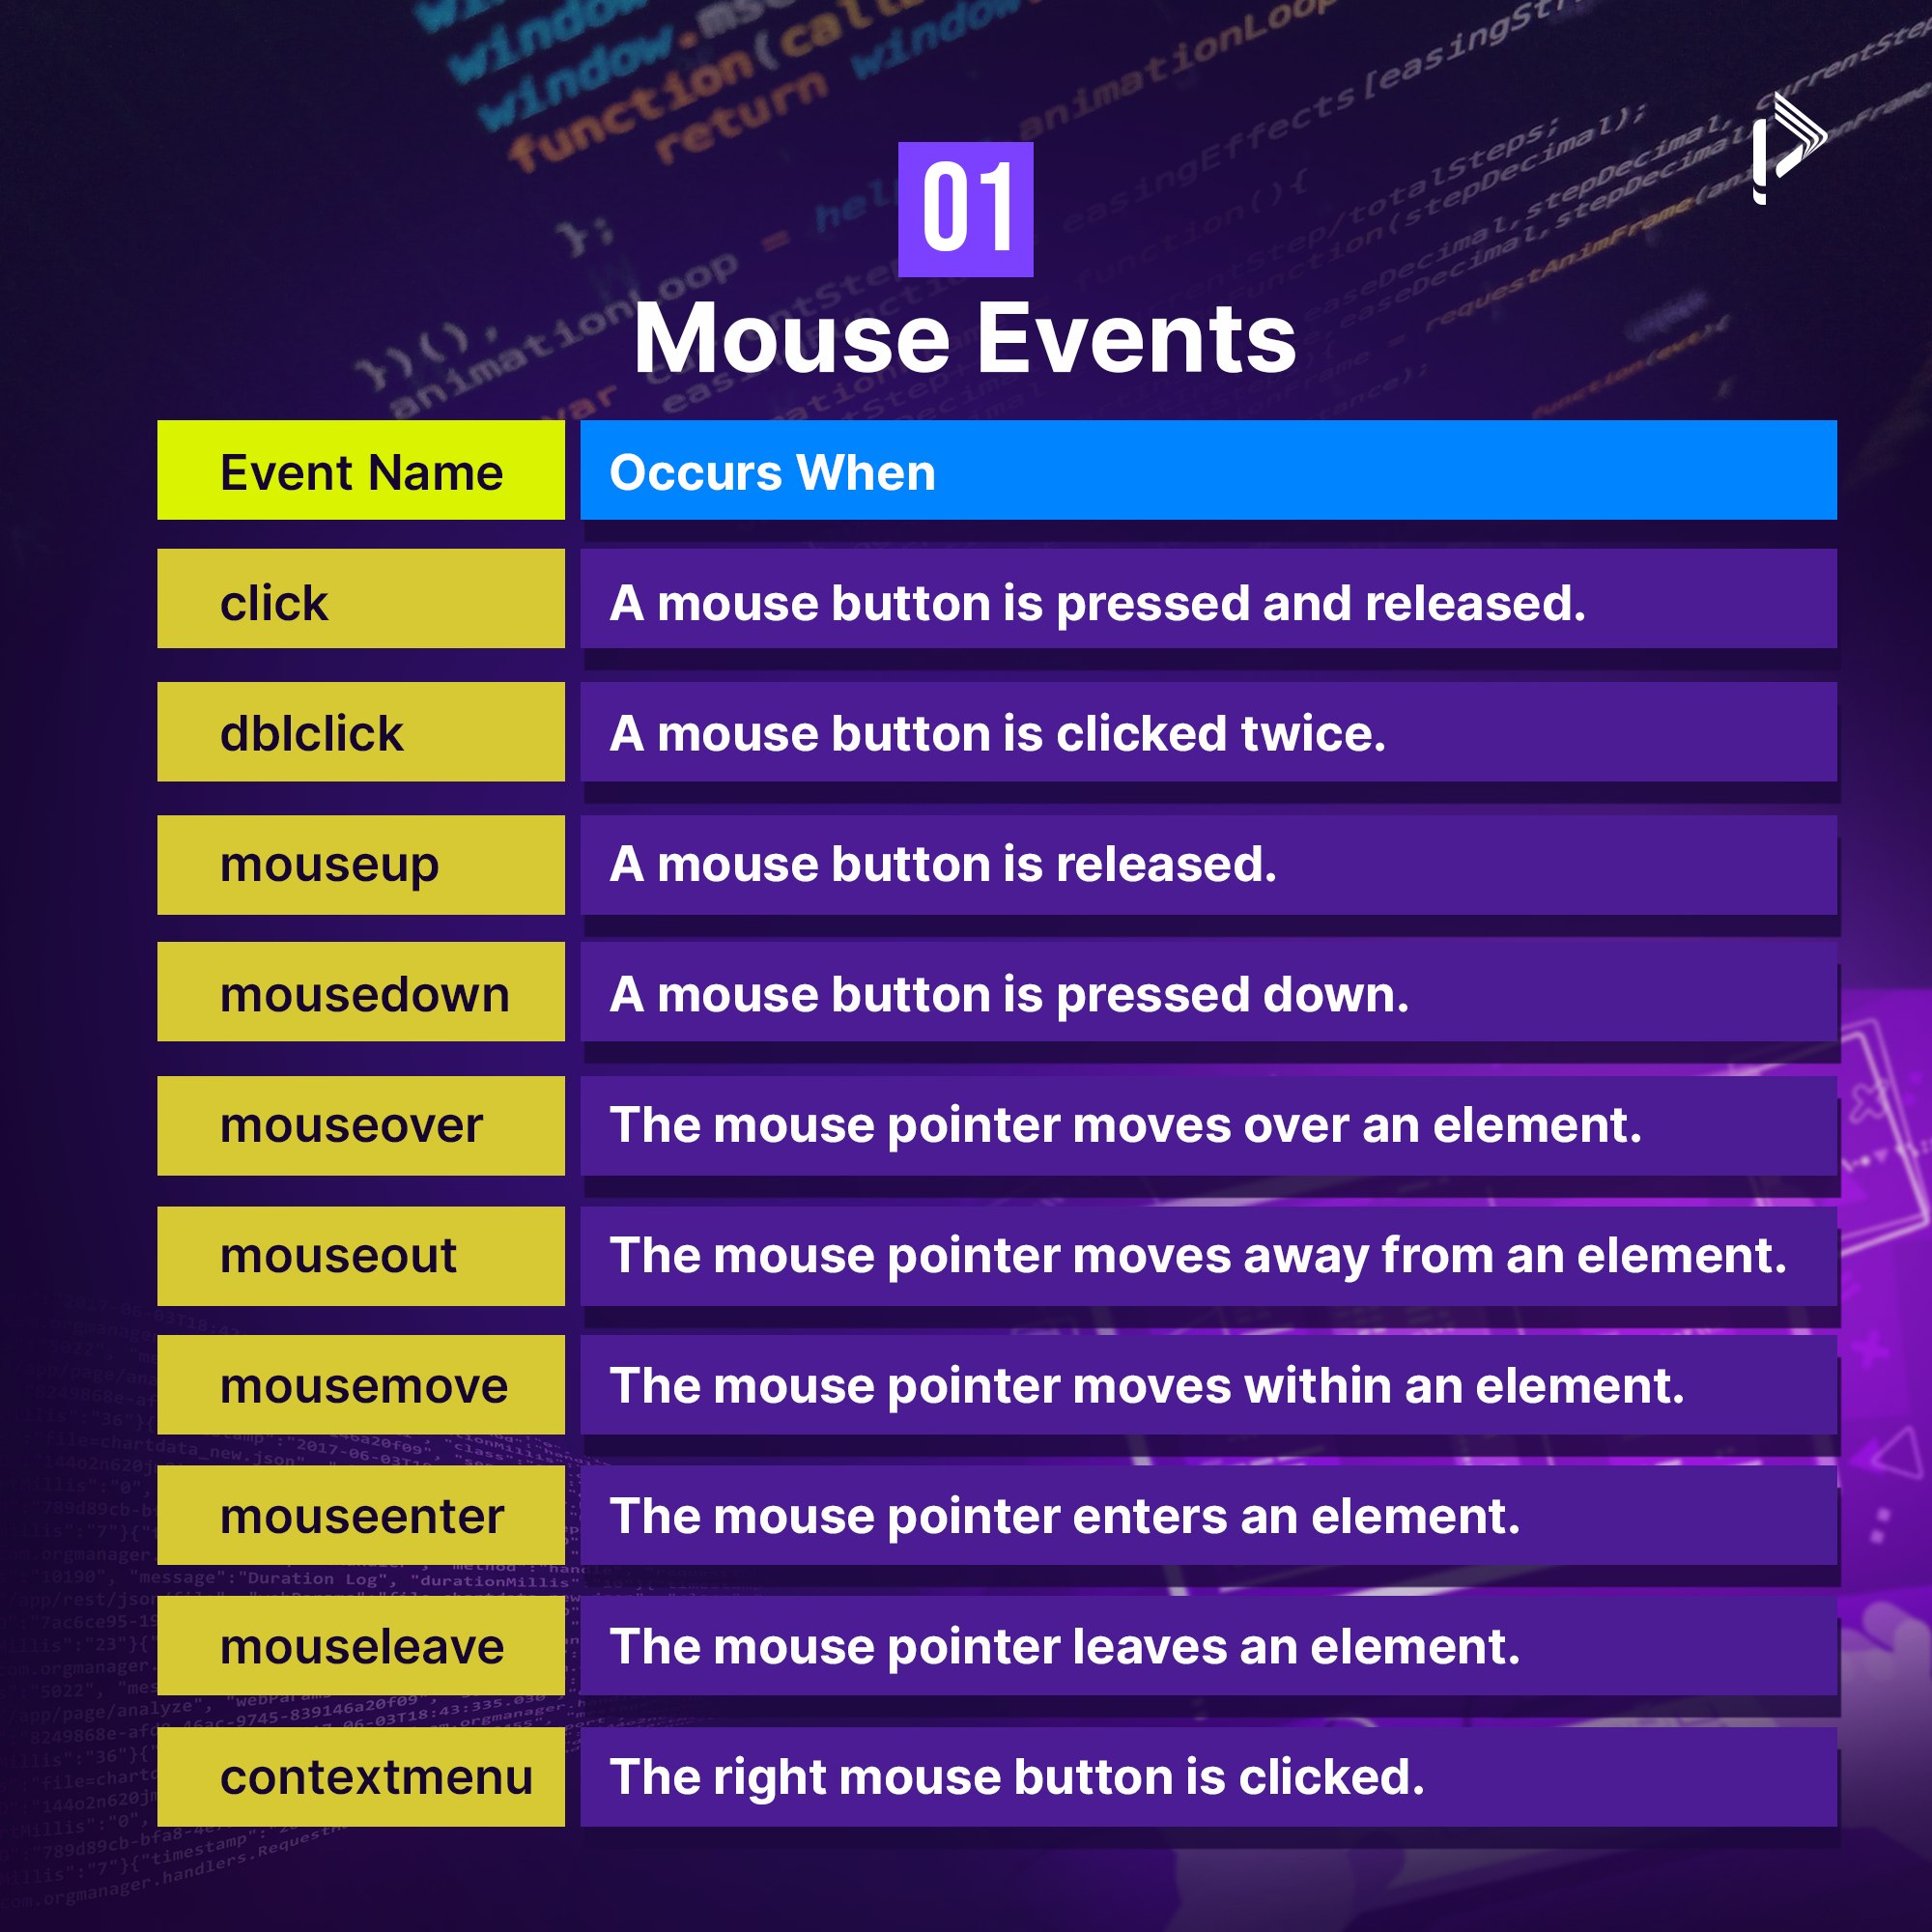 01
Mouse Events
Event Name
Occurs When
click
A mouse button is pressed and released.
dblclick
A mouse button is clicked twice.
mouseup
A mouse button is released.
mousedown
A mouse button is pressed down.
mouseover
The mouse pointer moves over an element.
mouseout
The mouse pointer moves away from an element.
mousemove
The mouse pointer moves within an element.
mouseenter
The mouse pointer enters an element.
mouseleave
The mouse pointer leaves an element.
contextmenu
The right mouse button is clicked.